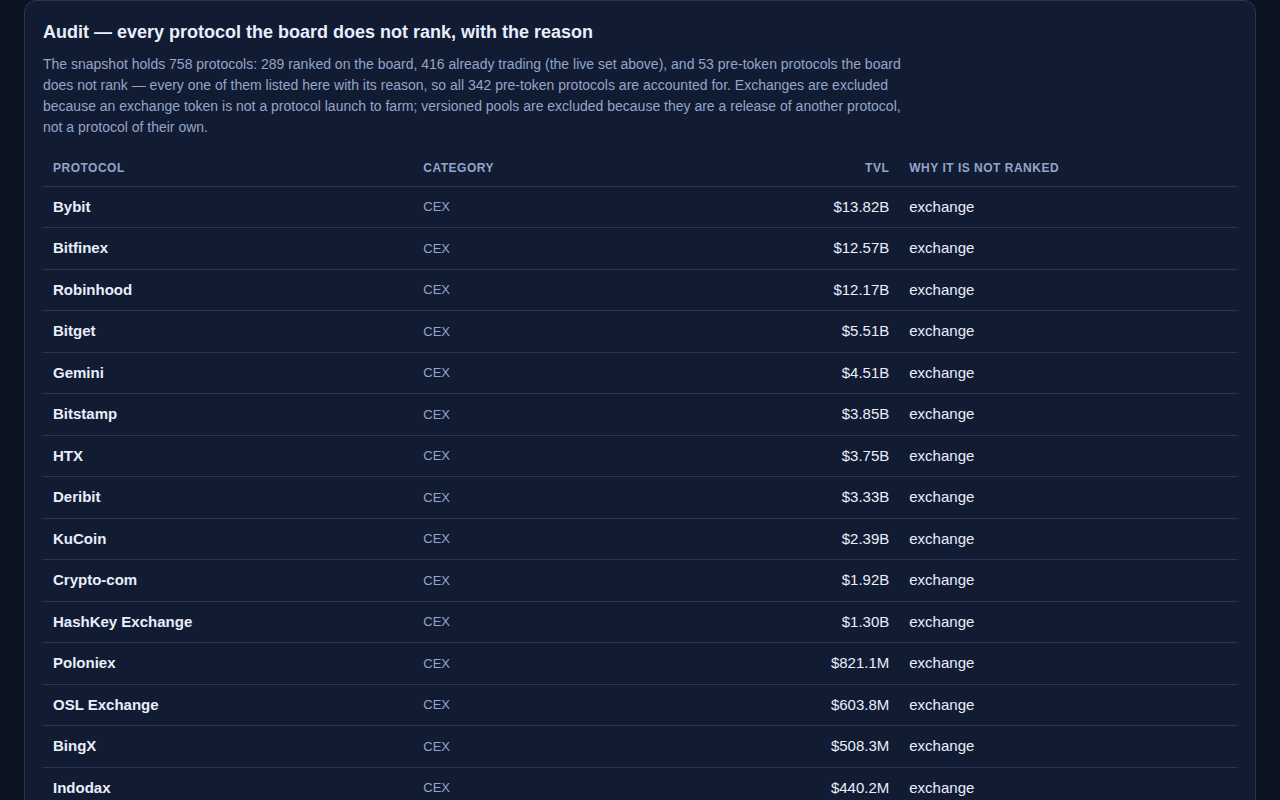 Audit — every protocol the board does not rank, with the reason
The snapshot holds 758 protocols: 289 ranked on the board, 416 already trading (the live set above), and 53 pre-token protocols the board
does not rank — every one of them listed here with its reason, so all 342 pre-token protocols are accounted for. Exchanges are excluded
because an exchange token is not a protocol launch to farm; versioned pools are excluded because they are a release of another protocol,
not a protocol of their own.
PROTOCOL CATEGORY TVL WHY IT IS NOT RANKED
Bybit CEX $13.82B exchange
Bitfinex CEX $12.57B exchange
Robinhood CEX $12.17B exchange
Bitget CEX $5.51B exchange
Gemini CEX $4.51B exchange
Bitstamp CEX $3.85B exchange
HTX CEX $3.75B exchange
Deribit CEX $3.33B exchange
KuCoin CEX $2.39B exchange
Crypto-com CEX $1.92B exchange
HashKey Exchange CEX $1.30B exchange
Poloniex CEX $821.1M exchange
OSL Exchange CEX $603.8M exchange
BingX CEX $508.3M exchange
Indodax CEX $440.2M exchange